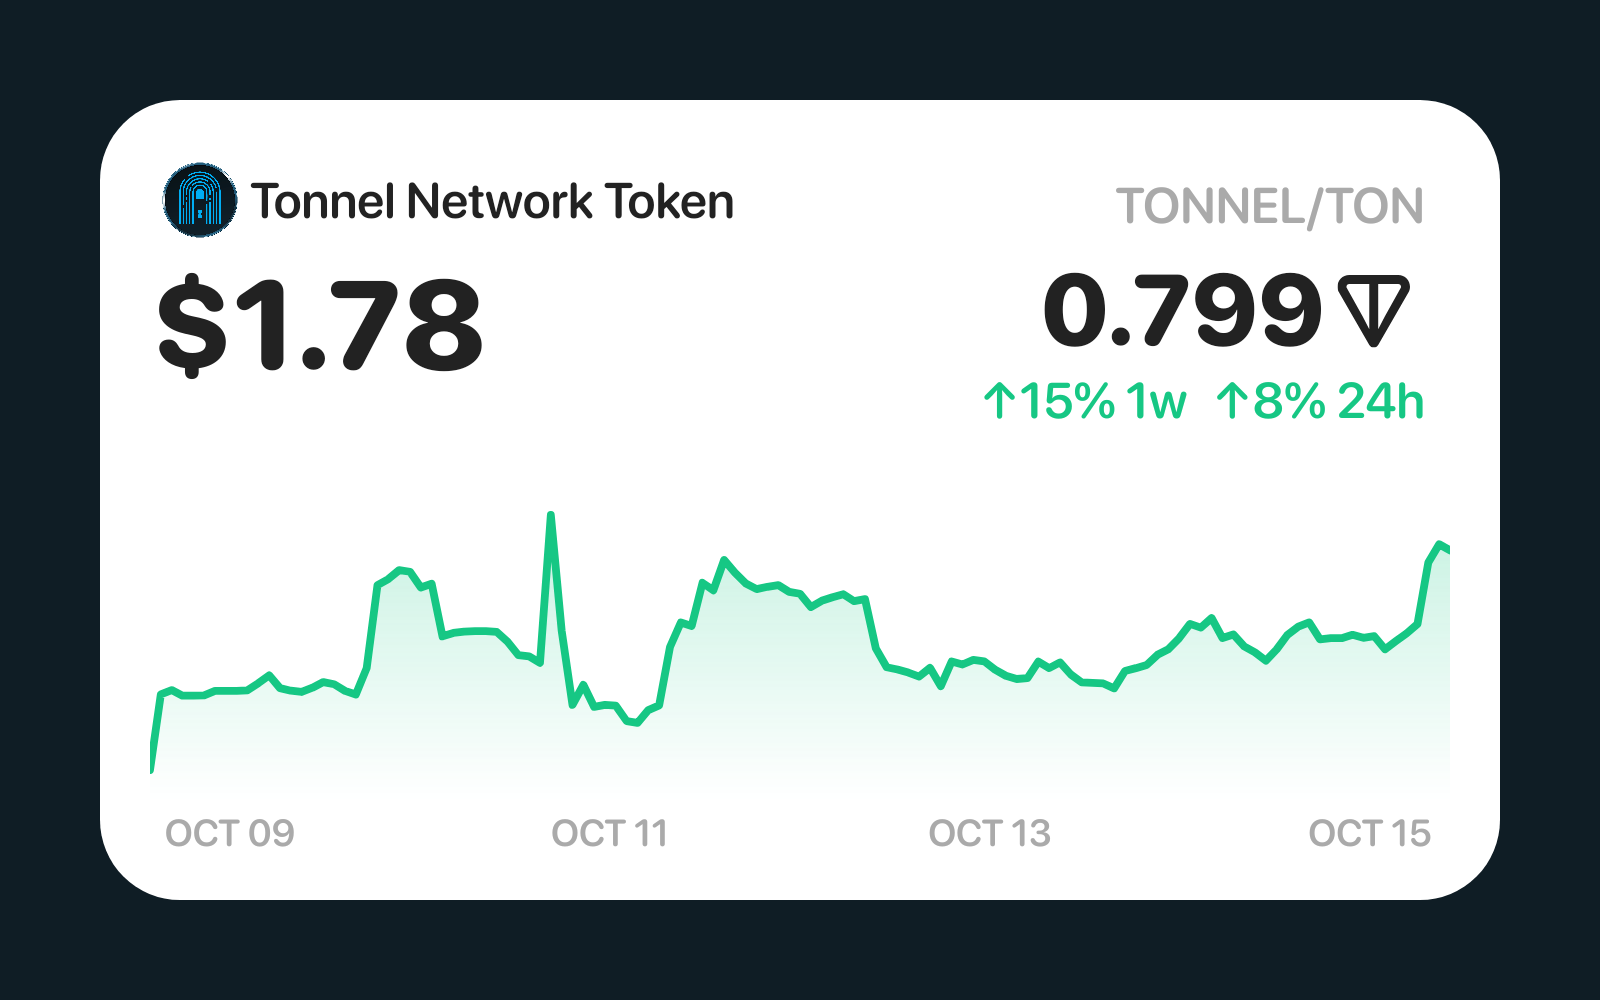 Tonnel Network Token
TONNEL/TON
$1.78
0.799
↑15% 1w ↑8% 24h
OCT 09
OCT 11
OCT 13
OCT 15